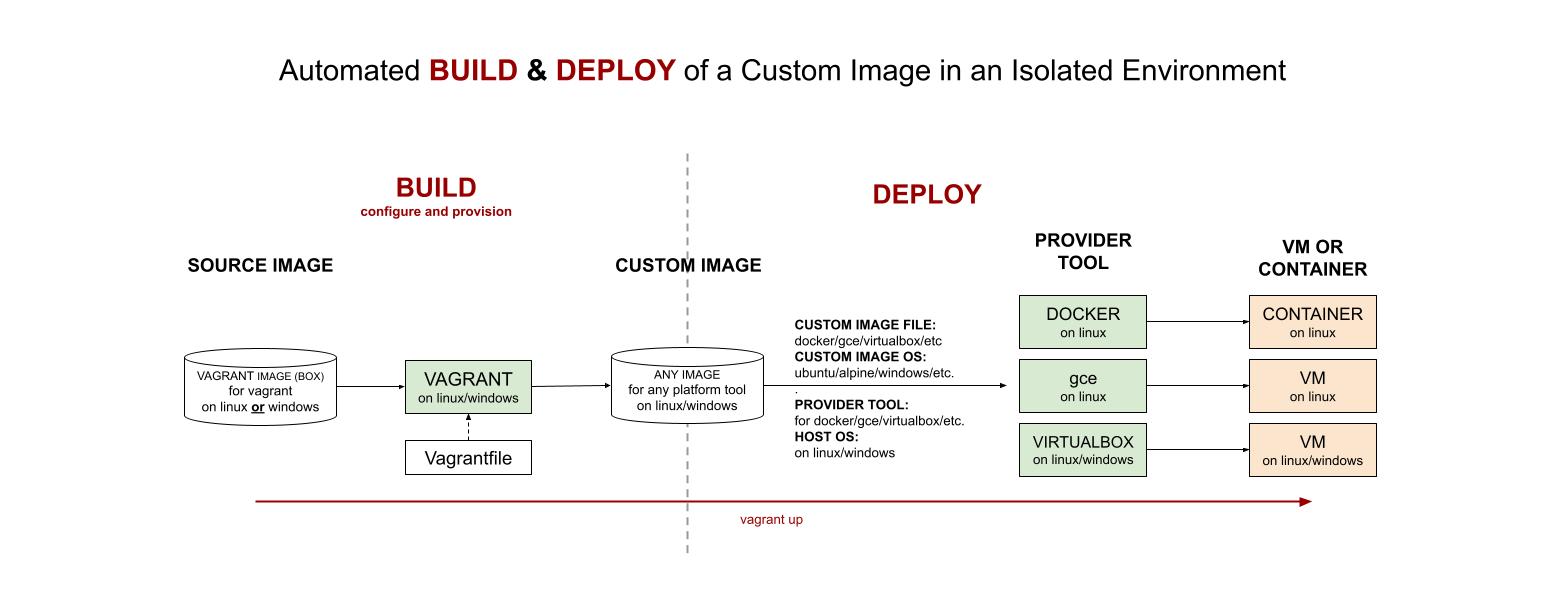 Automated BUILD & DEPLOY of a Custom Image in an Isolated Environment
BUILD
configure and provision
DEPLOY
SOURCE IMAGE
CUSTOM IMAGE
PROVIDER
TOOL
VM OR
CONTAINER
VAGRANT IMAGE (BOX)
for vagrant
on linux or windows
VAGRANT
on linux/windows
Vagrantfile
ANY IMAGE
for any platform tool
on linux/windows
CUSTOM IMAGE FILE:
docker/gce/virtualbox/etc
CUSTOM IMAGE OS:
ubuntu/alpine/windows/etc.
.
PROVIDER TOOL:
for docker/gce/virtualbox/etc.
HOST OS:
on linux/windows
DOCKER
on linux
CONTAINER
on linux
gce
on linux
VM
on linux
VIRTUALBOX
on linux/windows
VM
on linux/windows
vagrant up